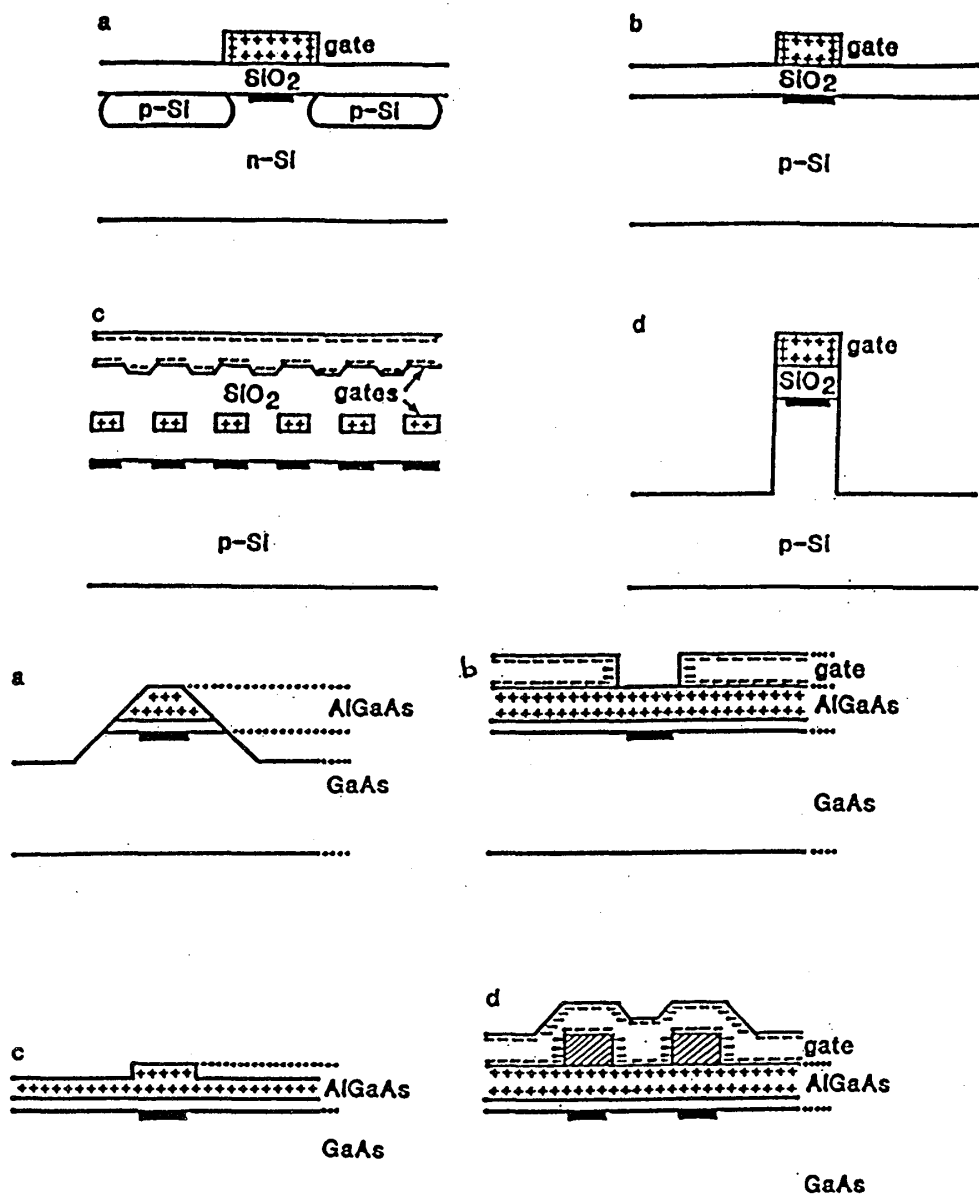 a
gate
SiO2
p-Si
p-Si
n-Si
b
gate
SiO2
p-Si
c
SiO2
gates
p-Si
d
gate
SiO2
p-Si
a
AlGaAs
GaAs
b
gate
AlGaAs
GaAs
c
AlGaAs
GaAs
d
gate
AlGaAs
GaAs